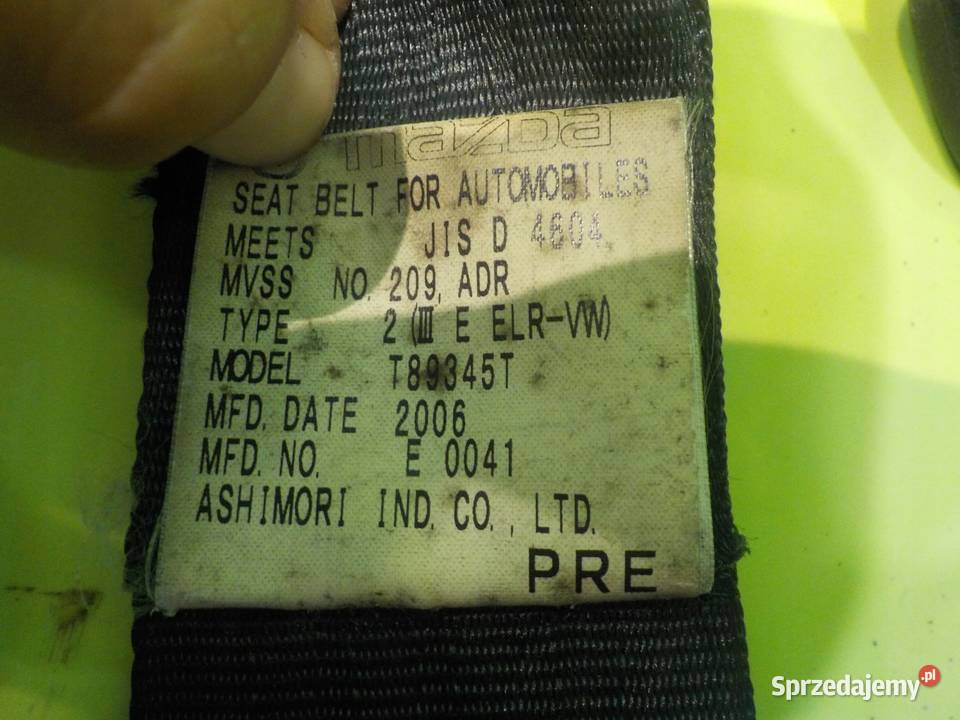 mazda
SEAT BELT FOR AUTOMOBILES
MEETS JIS D 4604
MVSS NO. 209, ADR
TYPE 2 (III E ELR-VW)
MODEL T89345T
MFD. DATE 2006
MFD. NO. E 0041
ASHIMORI IND. CO., LTD.
PRE
Sprzedajemy.pl